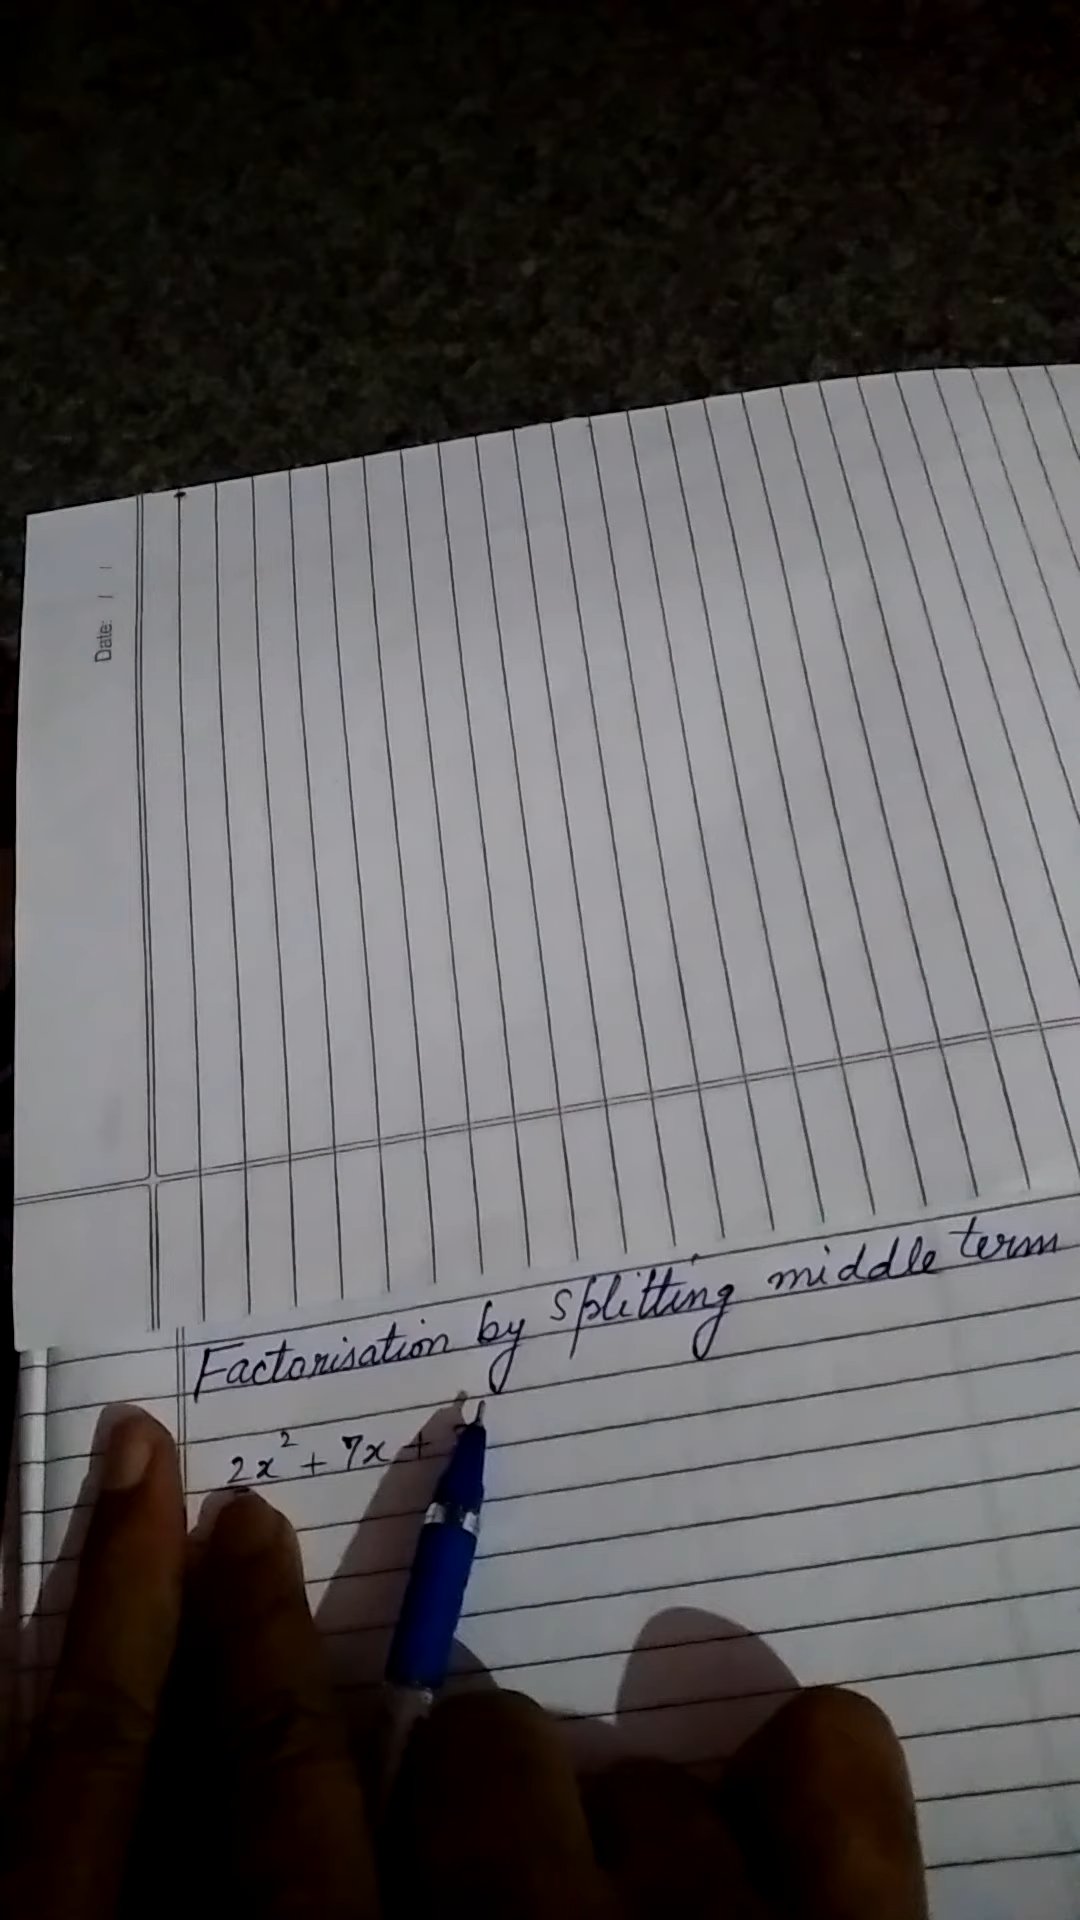 Date: / /
Factorisation by splitting middle term
2x² + 7x +